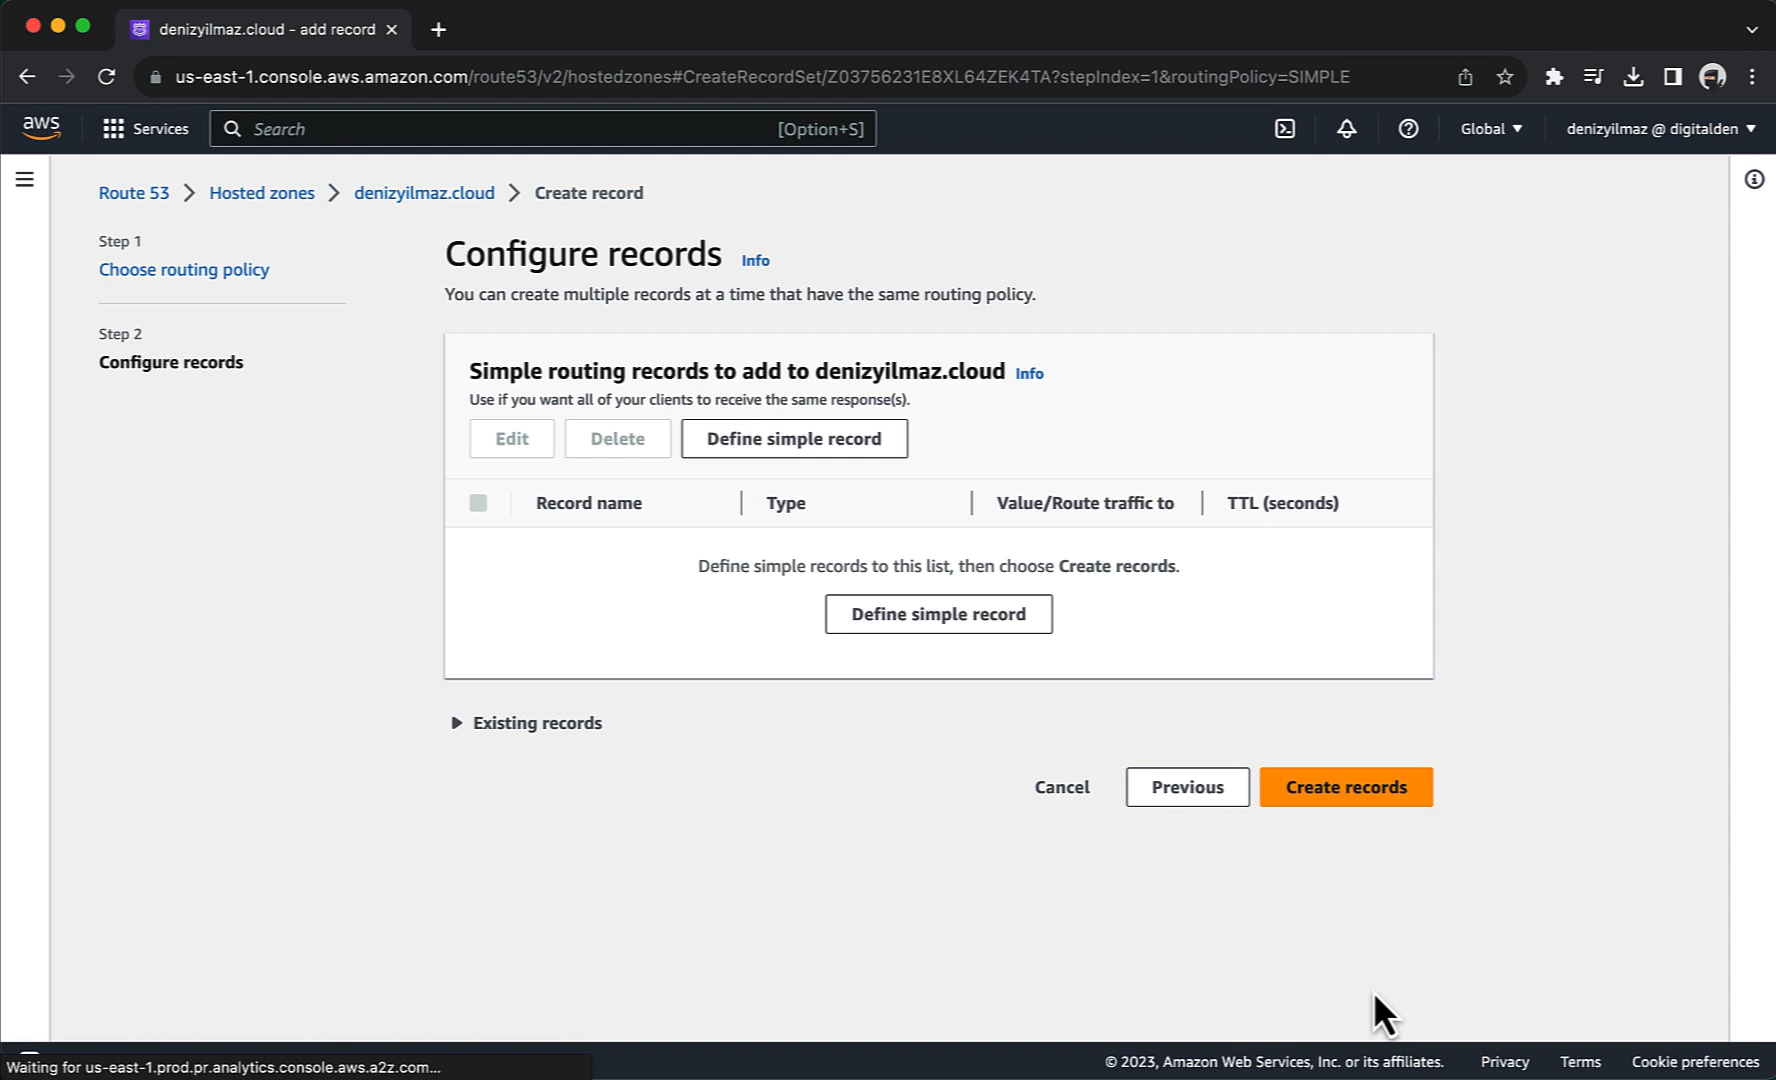 denizyilmaz.cloud - add record
us-east-1.console.aws.amazon.com/route53/v2/hostedzones#CreateRecordSet/Z03756231E8XL64ZEK4TA?stepIndex=1&routingPolicy=SIMPLE
aws
Services
Search
[Option+S]
Global
denizyilmaz @ digitalden
Route 53
Hosted zones
denizyilmaz.cloud
Create record
Step 1
Choose routing policy
Step 2
Configure records
Configure records
Info
You can create multiple records at a time that have the same routing policy.
Simple routing records to add to denizyilmaz.cloud Info
Use if you want all of your clients to receive the same response(s).
Edit
Delete
Define simple record
Record name
Type
Value/Route traffic to
TTL (seconds)
Define simple records to this list, then choose Create records.
Define simple record
Existing records
Cancel
Previous
Create records
Waiting for us-east-1.prod.pr.analytics.console.aws.a2z.com...
© 2023, Amazon Web Services, Inc. or its affiliates.
Privacy
Terms
Cookie preferences